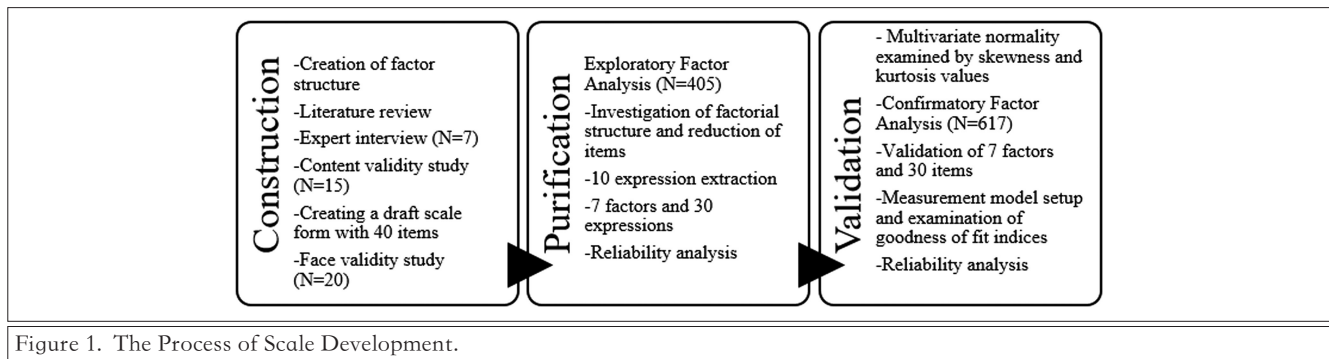 Construction
-Creation of factor
structure
-Literature review
-Expert interview (N=7)
-Content validity study
(N=15)
-Creating a draft scale
form with 40 items
-Face validity study
(N=20)
Purification
Exploratory Factor
Analysis (N=405)
-Investigation of factorial
structure and reduction of
items
-10 expression extraction
-7 factors and 30
expressions
-Reliability analysis
Validation
- Multivariate normality
examined by skewness and
kurtosis values
-Confirmatory Factor
Analysis (N=617)
-Validation of 7 factors
and 30 items
-Measurement model setup
and examination of
goodness of fit indices
-Reliability analysis
Figure 1. The Process of Scale Development.